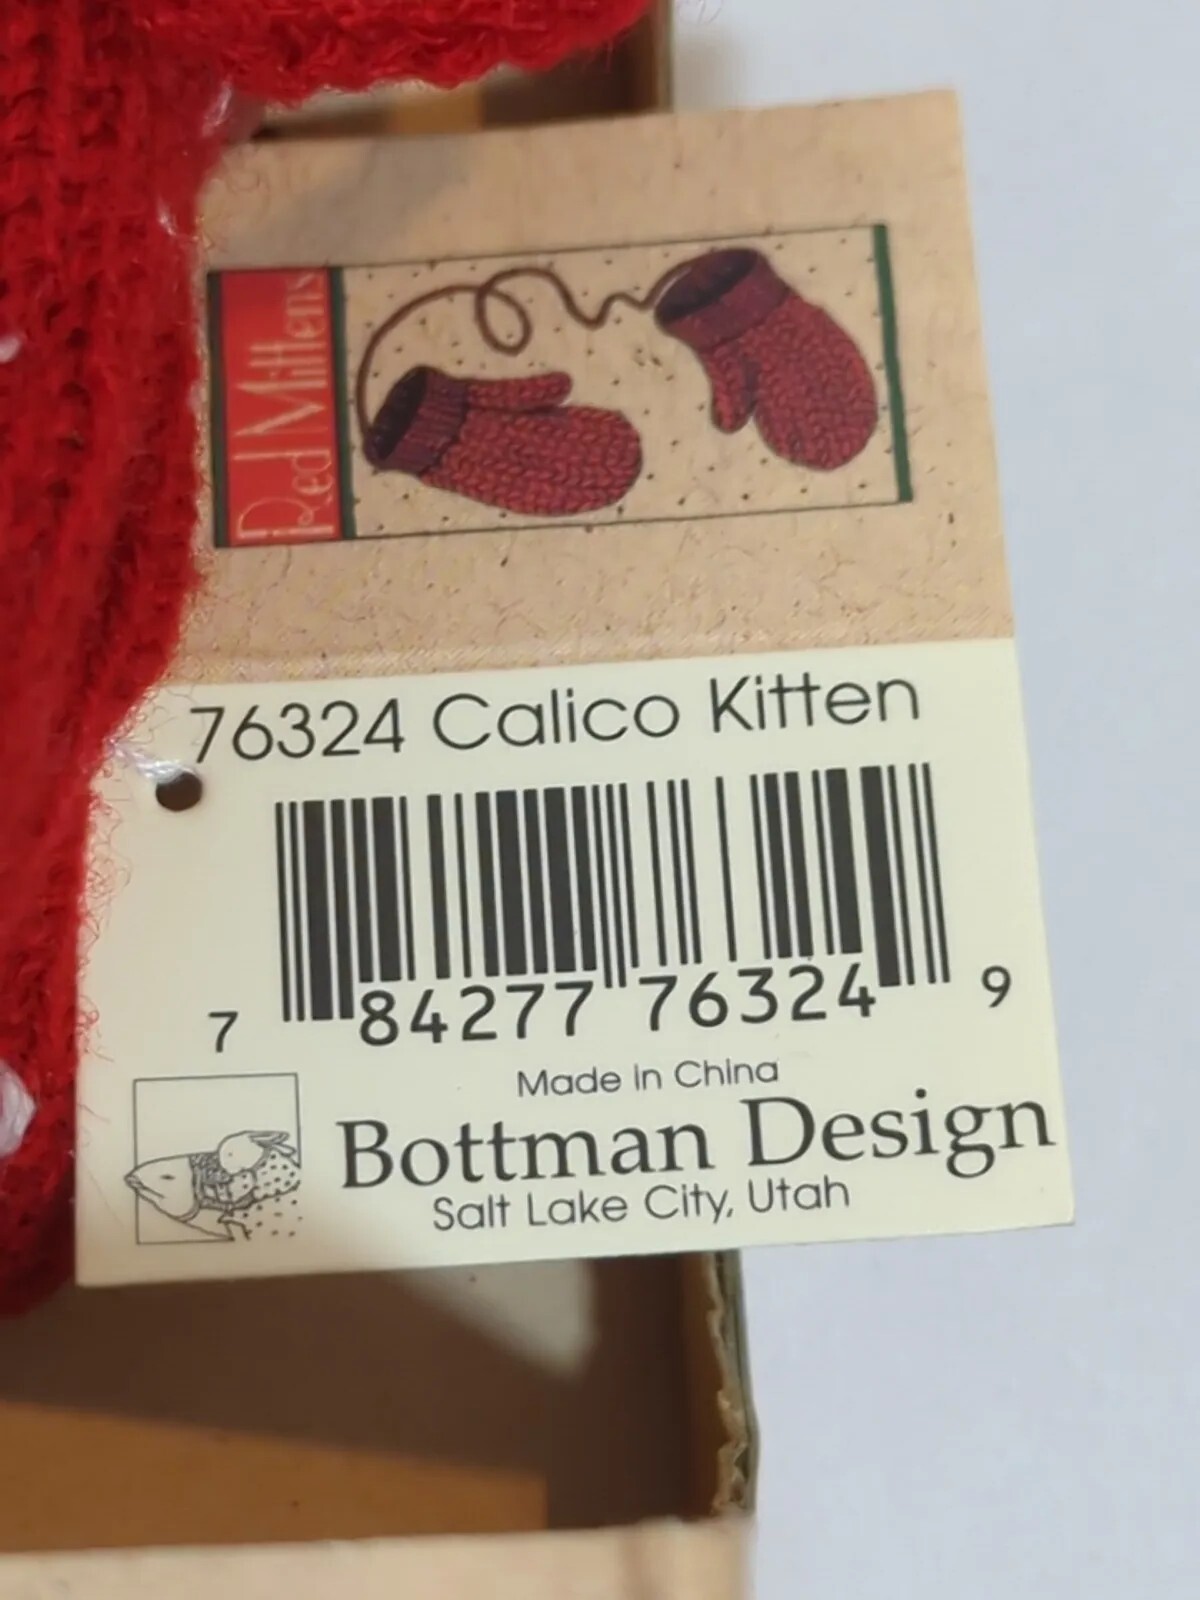 Red Mittens
76324 Calico Kitten
7 84277 76324 9
Made in China
Bottman Design
Salt Lake City, Utah